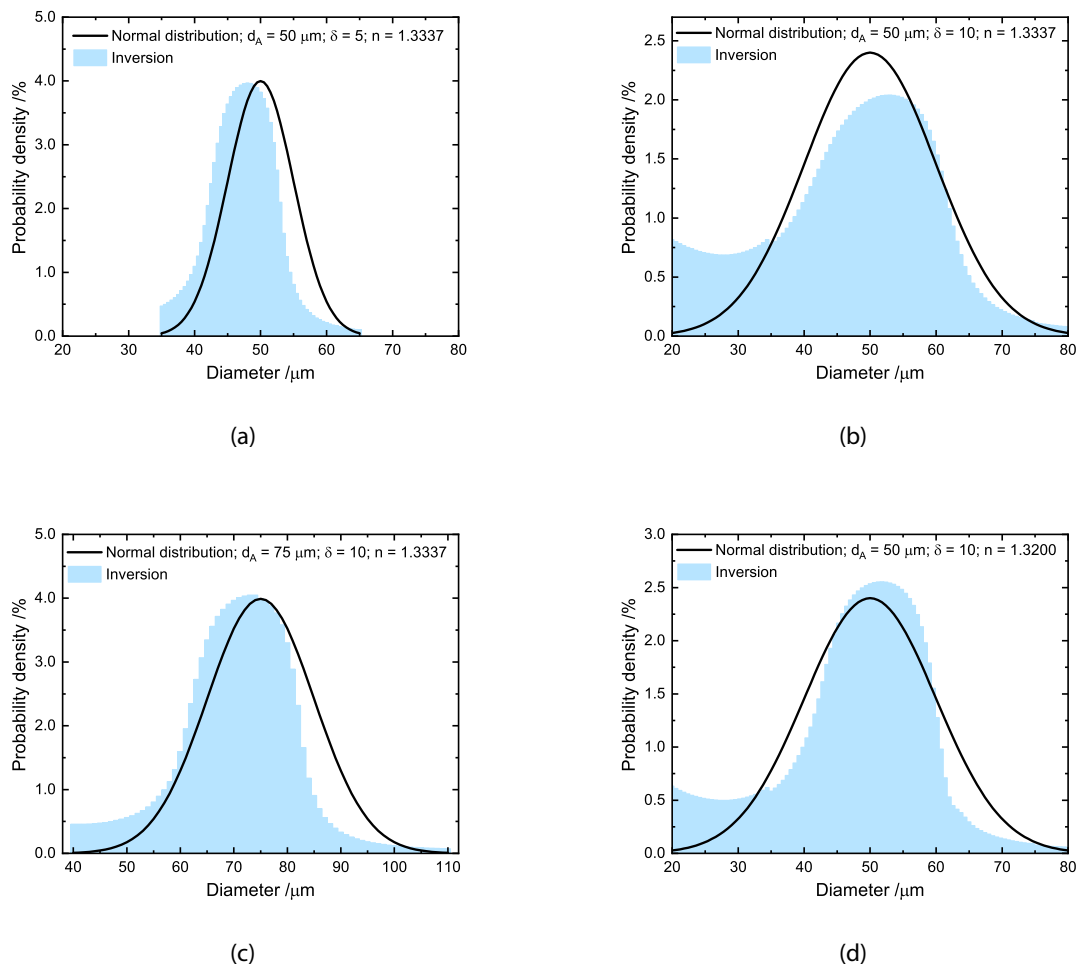 Normal distribution; dA = 50 μm; δ = 5; n = 1.3337
Inversion
5.0
4.0
3.0
2.0
1.0
0.0
Probability density /%
20 30 40 50 60 70 80
Diameter /μm
(a)
Normal distribution; dA = 50 μm; δ = 10; n = 1.3337
Inversion
2.5
2.0
1.5
1.0
0.5
0.0
Probability density /%
20 30 40 50 60 70 80
Diameter /μm
(b)
Normal distribution; dA = 75 μm; δ = 10; n = 1.3337
Inversion
5.0
4.0
3.0
2.0
1.0
0.0
Probability density /%
40 50 60 70 80 90 100 110
Diameter /μm
(c)
Normal distribution; dA = 50 μm; δ = 10; n = 1.3200
Inversion
3.0
2.5
2.0
1.5
1.0
0.5
0.0
Probability density /%
20 30 40 50 60 70 80
Diameter /μm
(d)